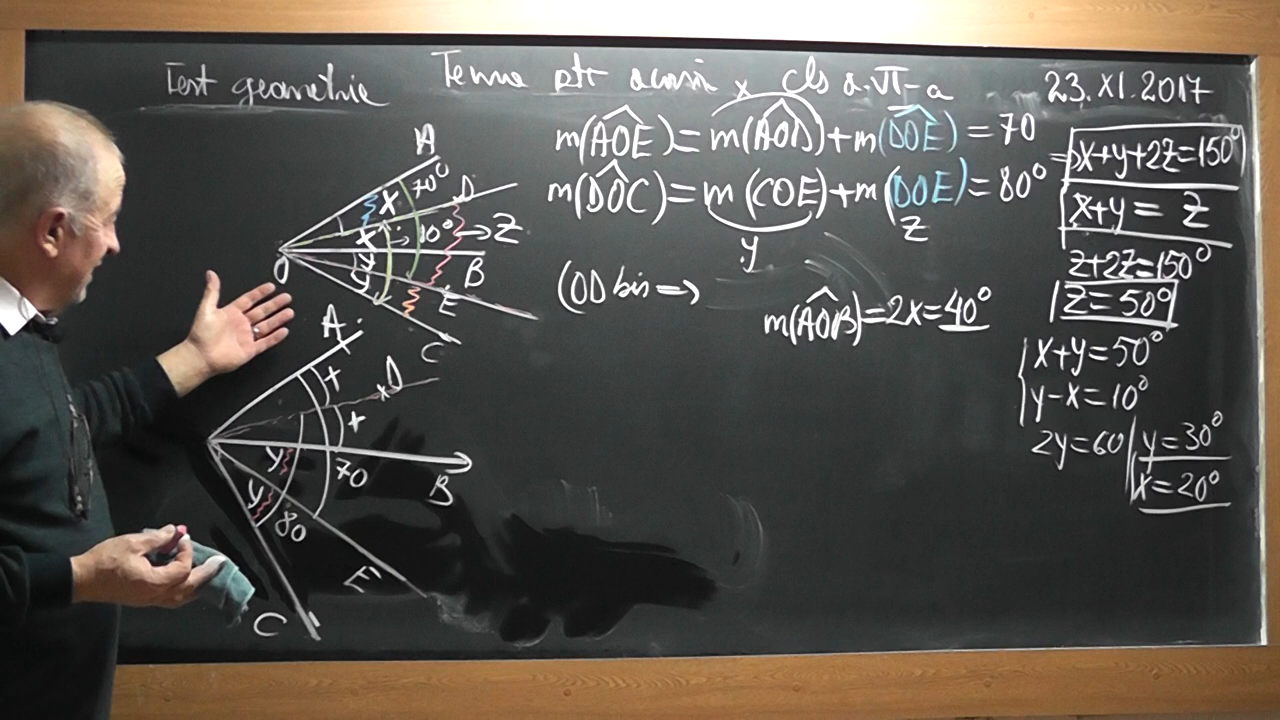 Test geometrie
Tema ptr acasă cls a-VI-a
23.XI.2017
m(AOE)=m(AOD)+m(DOE)=70
x
m(DOC)=m(COE)+m(DOE)=80°
y
z
=>x+y+2z=150°
x+y=z
z+2z=150°
z=50°
x+y=50°
y-x=10°
2y=60
y=30°
x=20°
(OD bis=>
m(AOB)=2x=40°
A
70°
x
D
x
10°
→z
O
y
B
E
C
A
x
D
x
y
70
B
y
80
E
C